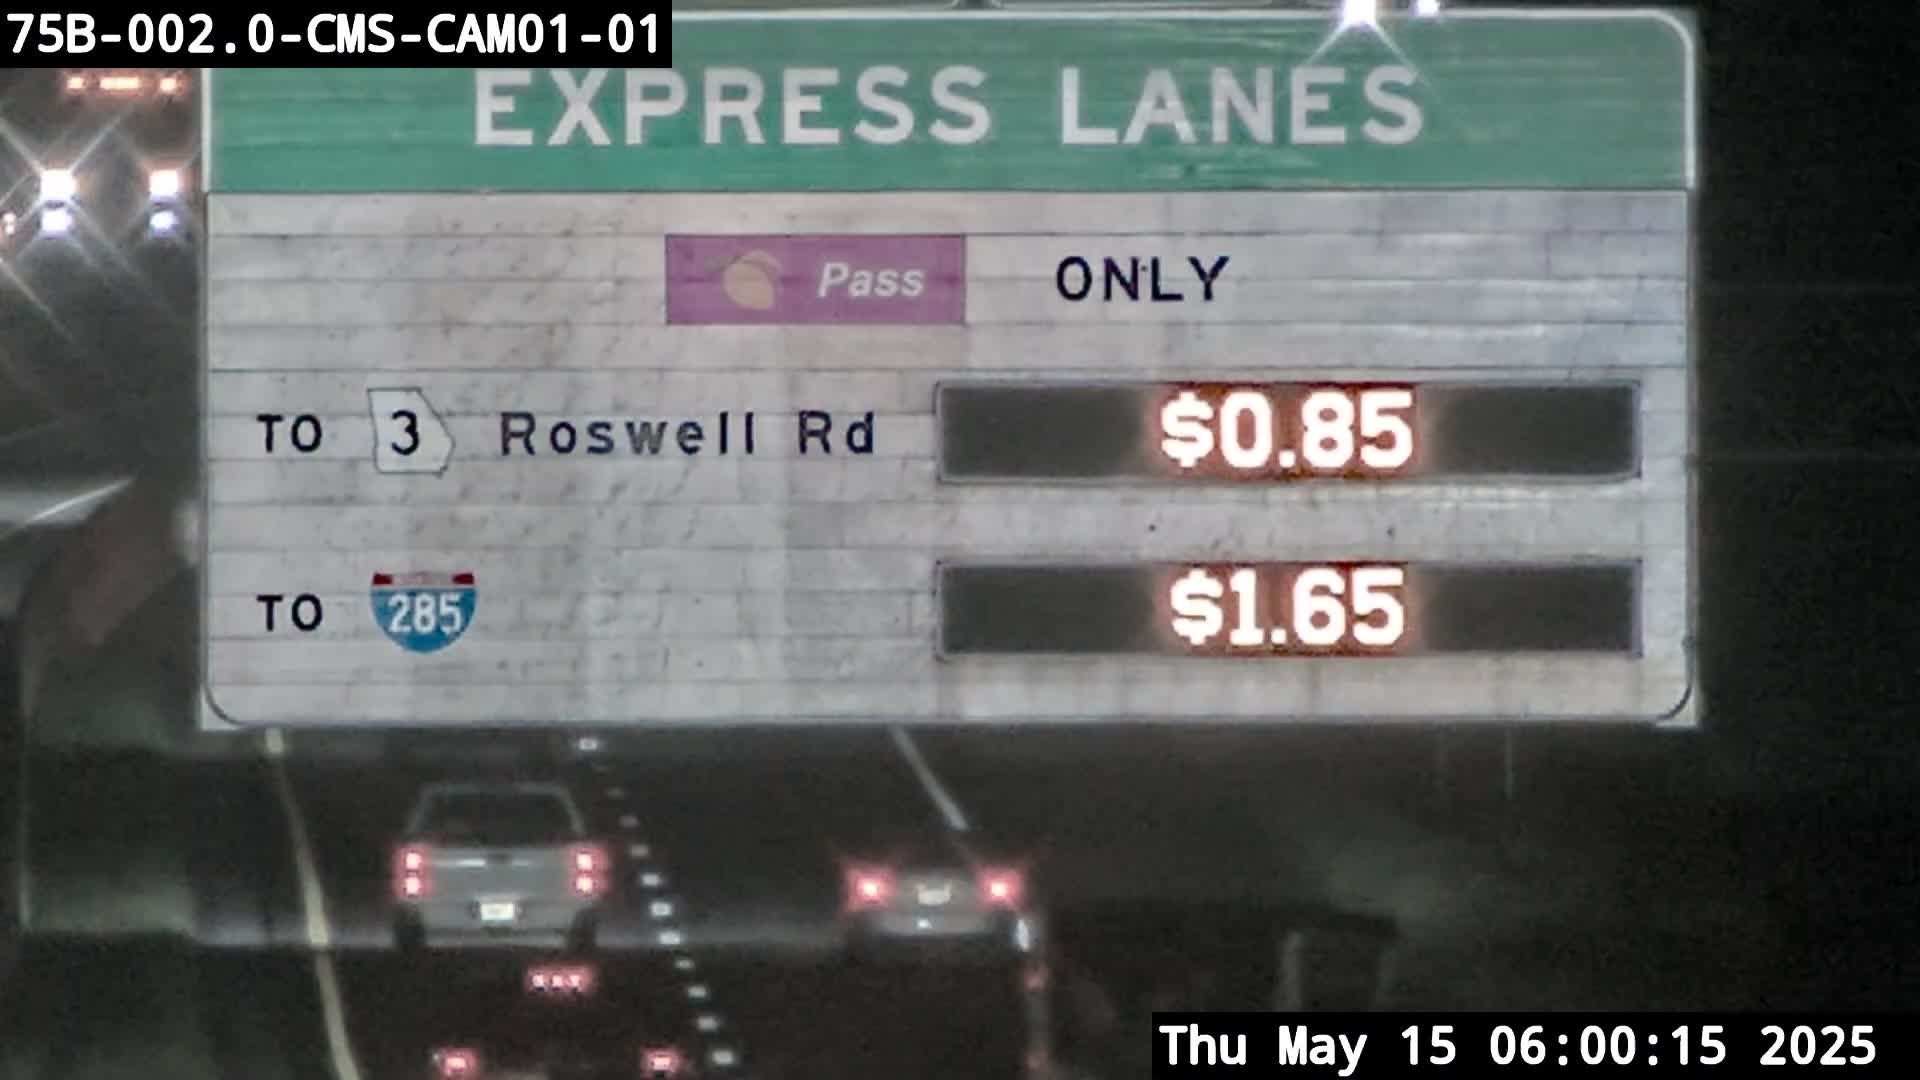 75B-002.0-CMS-CAM01-01
EXPRESS LANES
Pass ONLY
TO 3 Roswell Rd $0.85
TO 285 $1.65
Thu May 15 06:00:15 2025